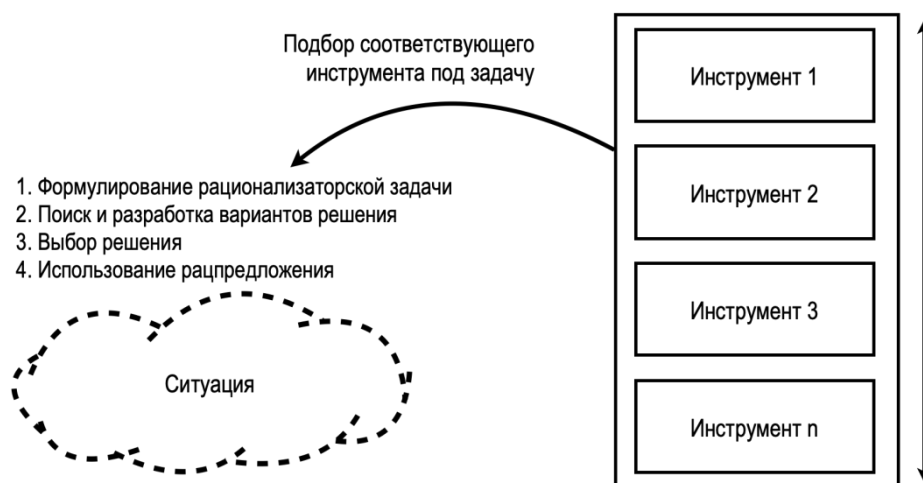 Подбор соответствующего
инструмента под задачу
1. Формулирование рационализаторской задачи
2. Поиск и разработка вариантов решения
3. Выбор решения
4. Использование рацпредложения
Ситуация
Инструмент 1
Инструмент 2
Инструмент 3
Инструмент n